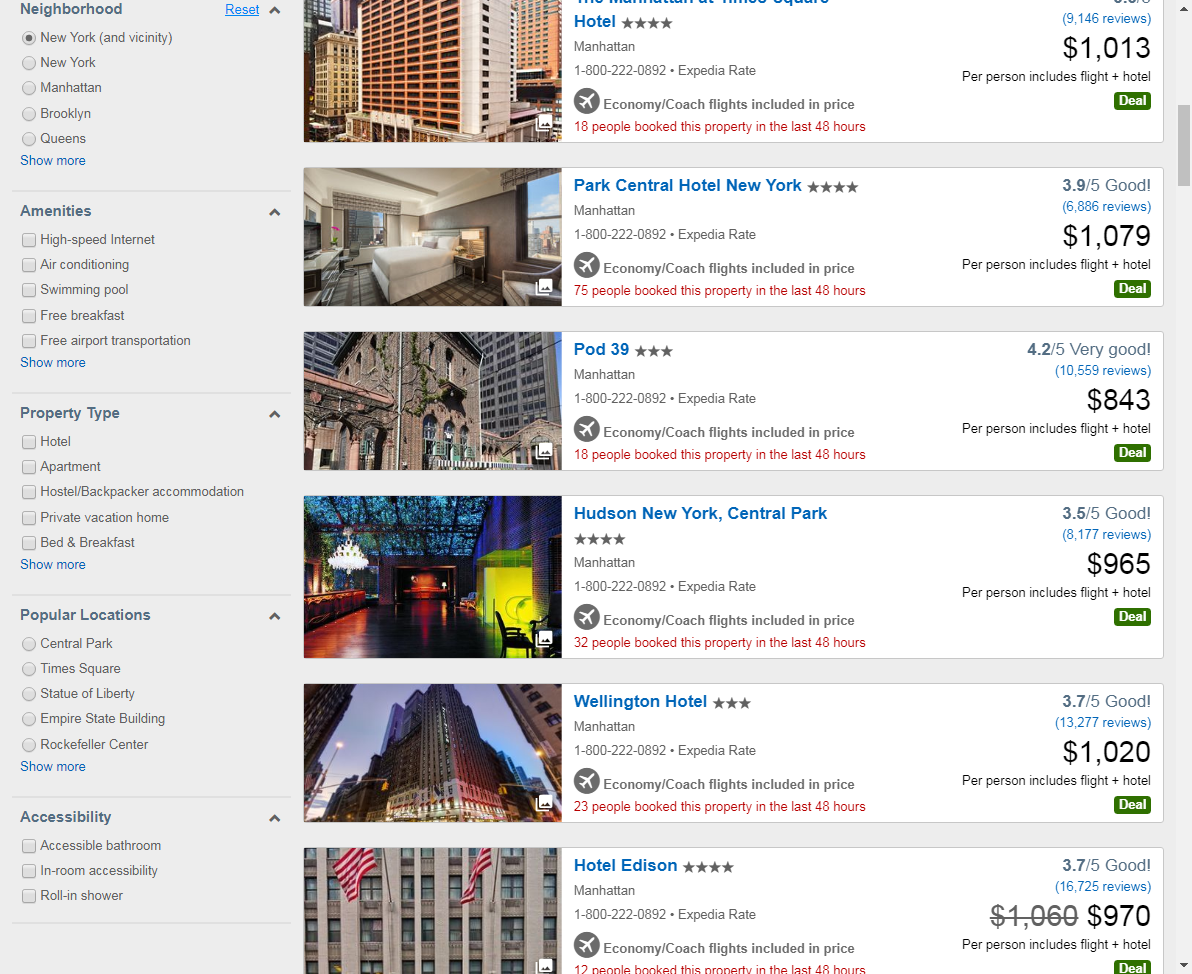 Neighborhood Reset
New York (and vicinity)
New York
Manhattan
Brooklyn
Queens
Show more
Amenities
High-speed Internet
Air conditioning
Swimming pool
Free breakfast
Free airport transportation
Show more
Property Type
Hotel
Apartment
Hostel/Backpacker accommodation
Private vacation home
Bed & Breakfast
Show more
Popular Locations
Central Park
Times Square
Statue of Liberty
Empire State Building
Rockefeller Center
Show more
Accessibility
Accessible bathroom
In-room accessibility
Roll-in shower
The Manhattan at Times Square
Hotel
Manhattan
1-800-222-0892 • Expedia Rate
Economy/Coach flights included in price
18 people booked this property in the last 48 hours
(9,146 reviews)
$1,013
Per person includes flight + hotel
Deal
Park Central Hotel New York
Manhattan
1-800-222-0892 • Expedia Rate
Economy/Coach flights included in price
75 people booked this property in the last 48 hours
3.9/5 Good!
(6,886 reviews)
$1,079
Per person includes flight + hotel
Deal
Pod 39
Manhattan
1-800-222-0892 • Expedia Rate
Economy/Coach flights included in price
18 people booked this property in the last 48 hours
4.2/5 Very good!
(10,559 reviews)
$843
Per person includes flight + hotel
Deal
Hudson New York, Central Park
Manhattan
1-800-222-0892 • Expedia Rate
Economy/Coach flights included in price
32 people booked this property in the last 48 hours
3.5/5 Good!
(8,177 reviews)
$965
Per person includes flight + hotel
Deal
Wellington Hotel
Manhattan
1-800-222-0892 • Expedia Rate
Economy/Coach flights included in price
23 people booked this property in the last 48 hours
3.7/5 Good!
(13,277 reviews)
$1,020
Per person includes flight + hotel
Deal
Hotel Edison
Manhattan
1-800-222-0892 • Expedia Rate
Economy/Coach flights included in price
12 people booked this property in the last 48 hours
3.7/5 Good!
(16,725 reviews)
$1,060 $970
Per person includes flight + hotel
Deal